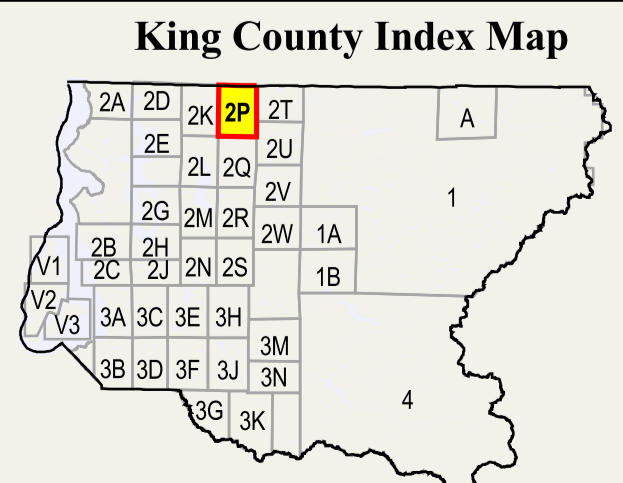 King County Index Map
2A 2D 2K 2P 2T A
2E 2U
2L 2Q
2V 1
2G 2M 2R
2W 1A
2B 2H
V1 2C 2J 2N 2S 1B
V2
V3 3A 3C 3E 3H
3M
3B 3D 3F 3J 3N
4
3G 3K